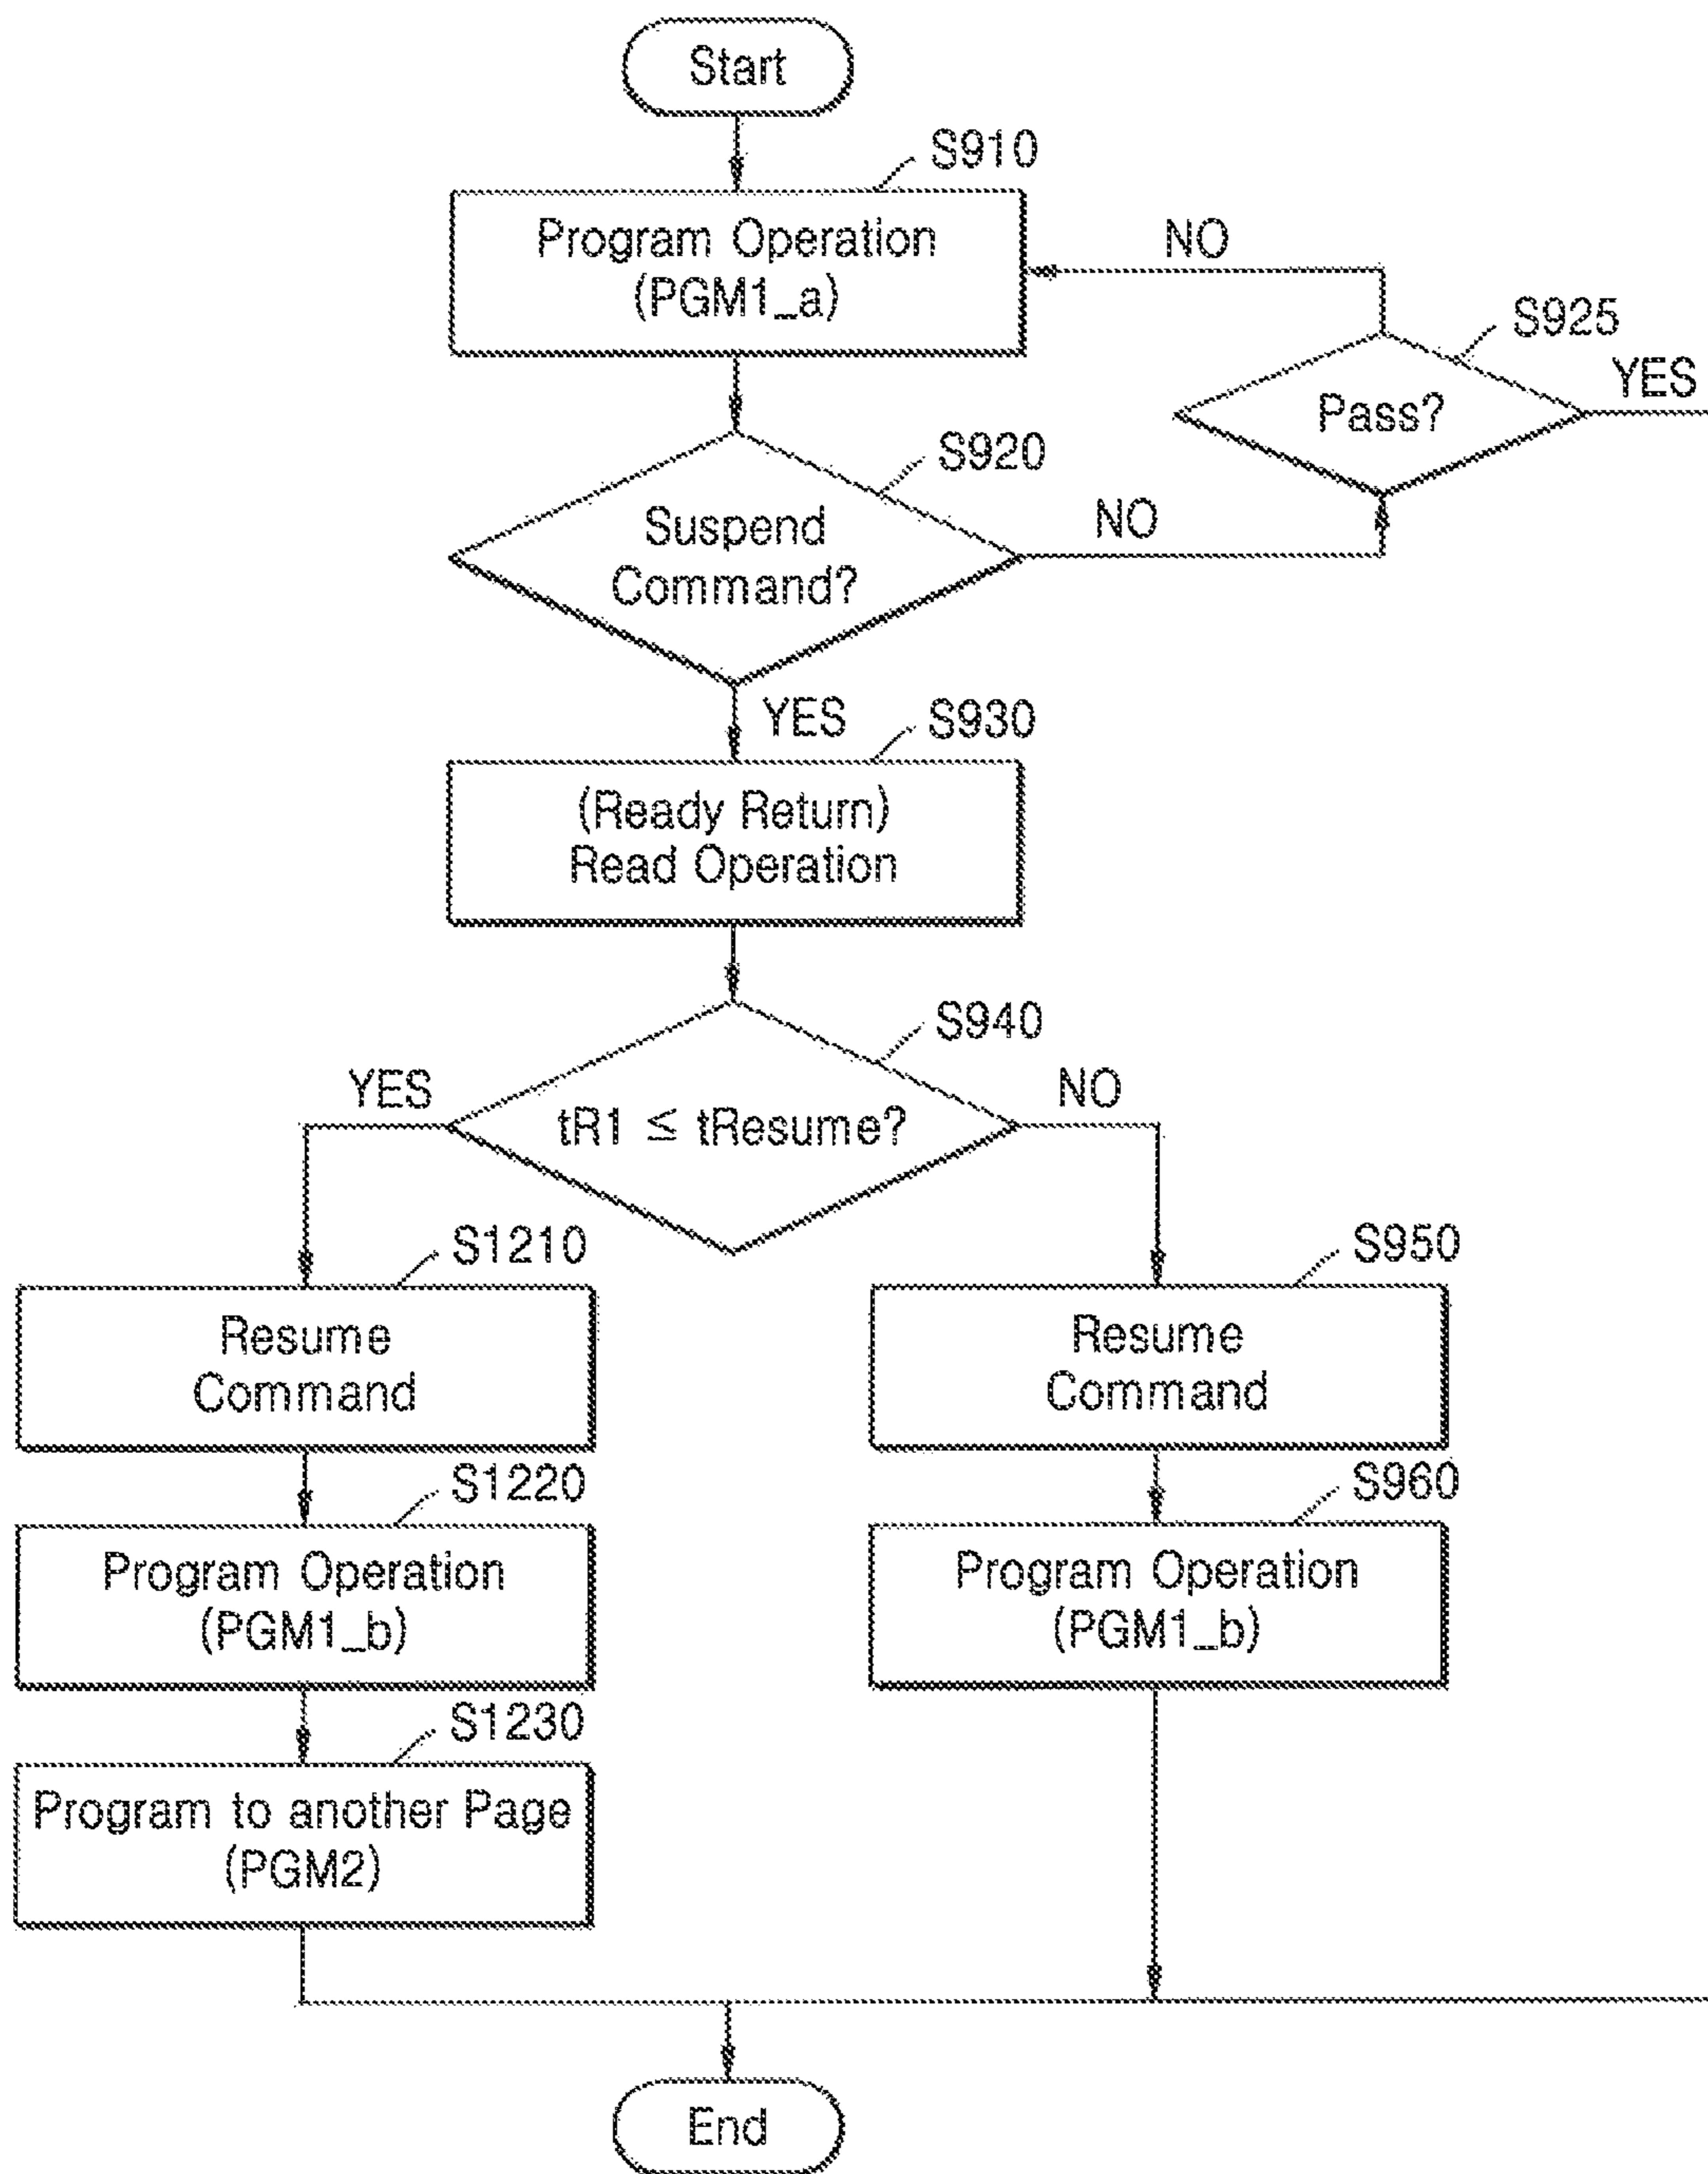 Start
S910
Program Operation
(PGM1_a)
NO
S925
Pass?
YES
S920
Suspend
Command?
NO
YES
S930
(Ready Return)
Read Operation
S940
tR1 ≤ tResume?
YES
NO
S1210
Resume
Command
S950
Resume
Command
S1220
Program Operation
(PGM1_b)
S960
Program Operation
(PGM1_b)
S1230
Program to another Page
(PGM2)
End